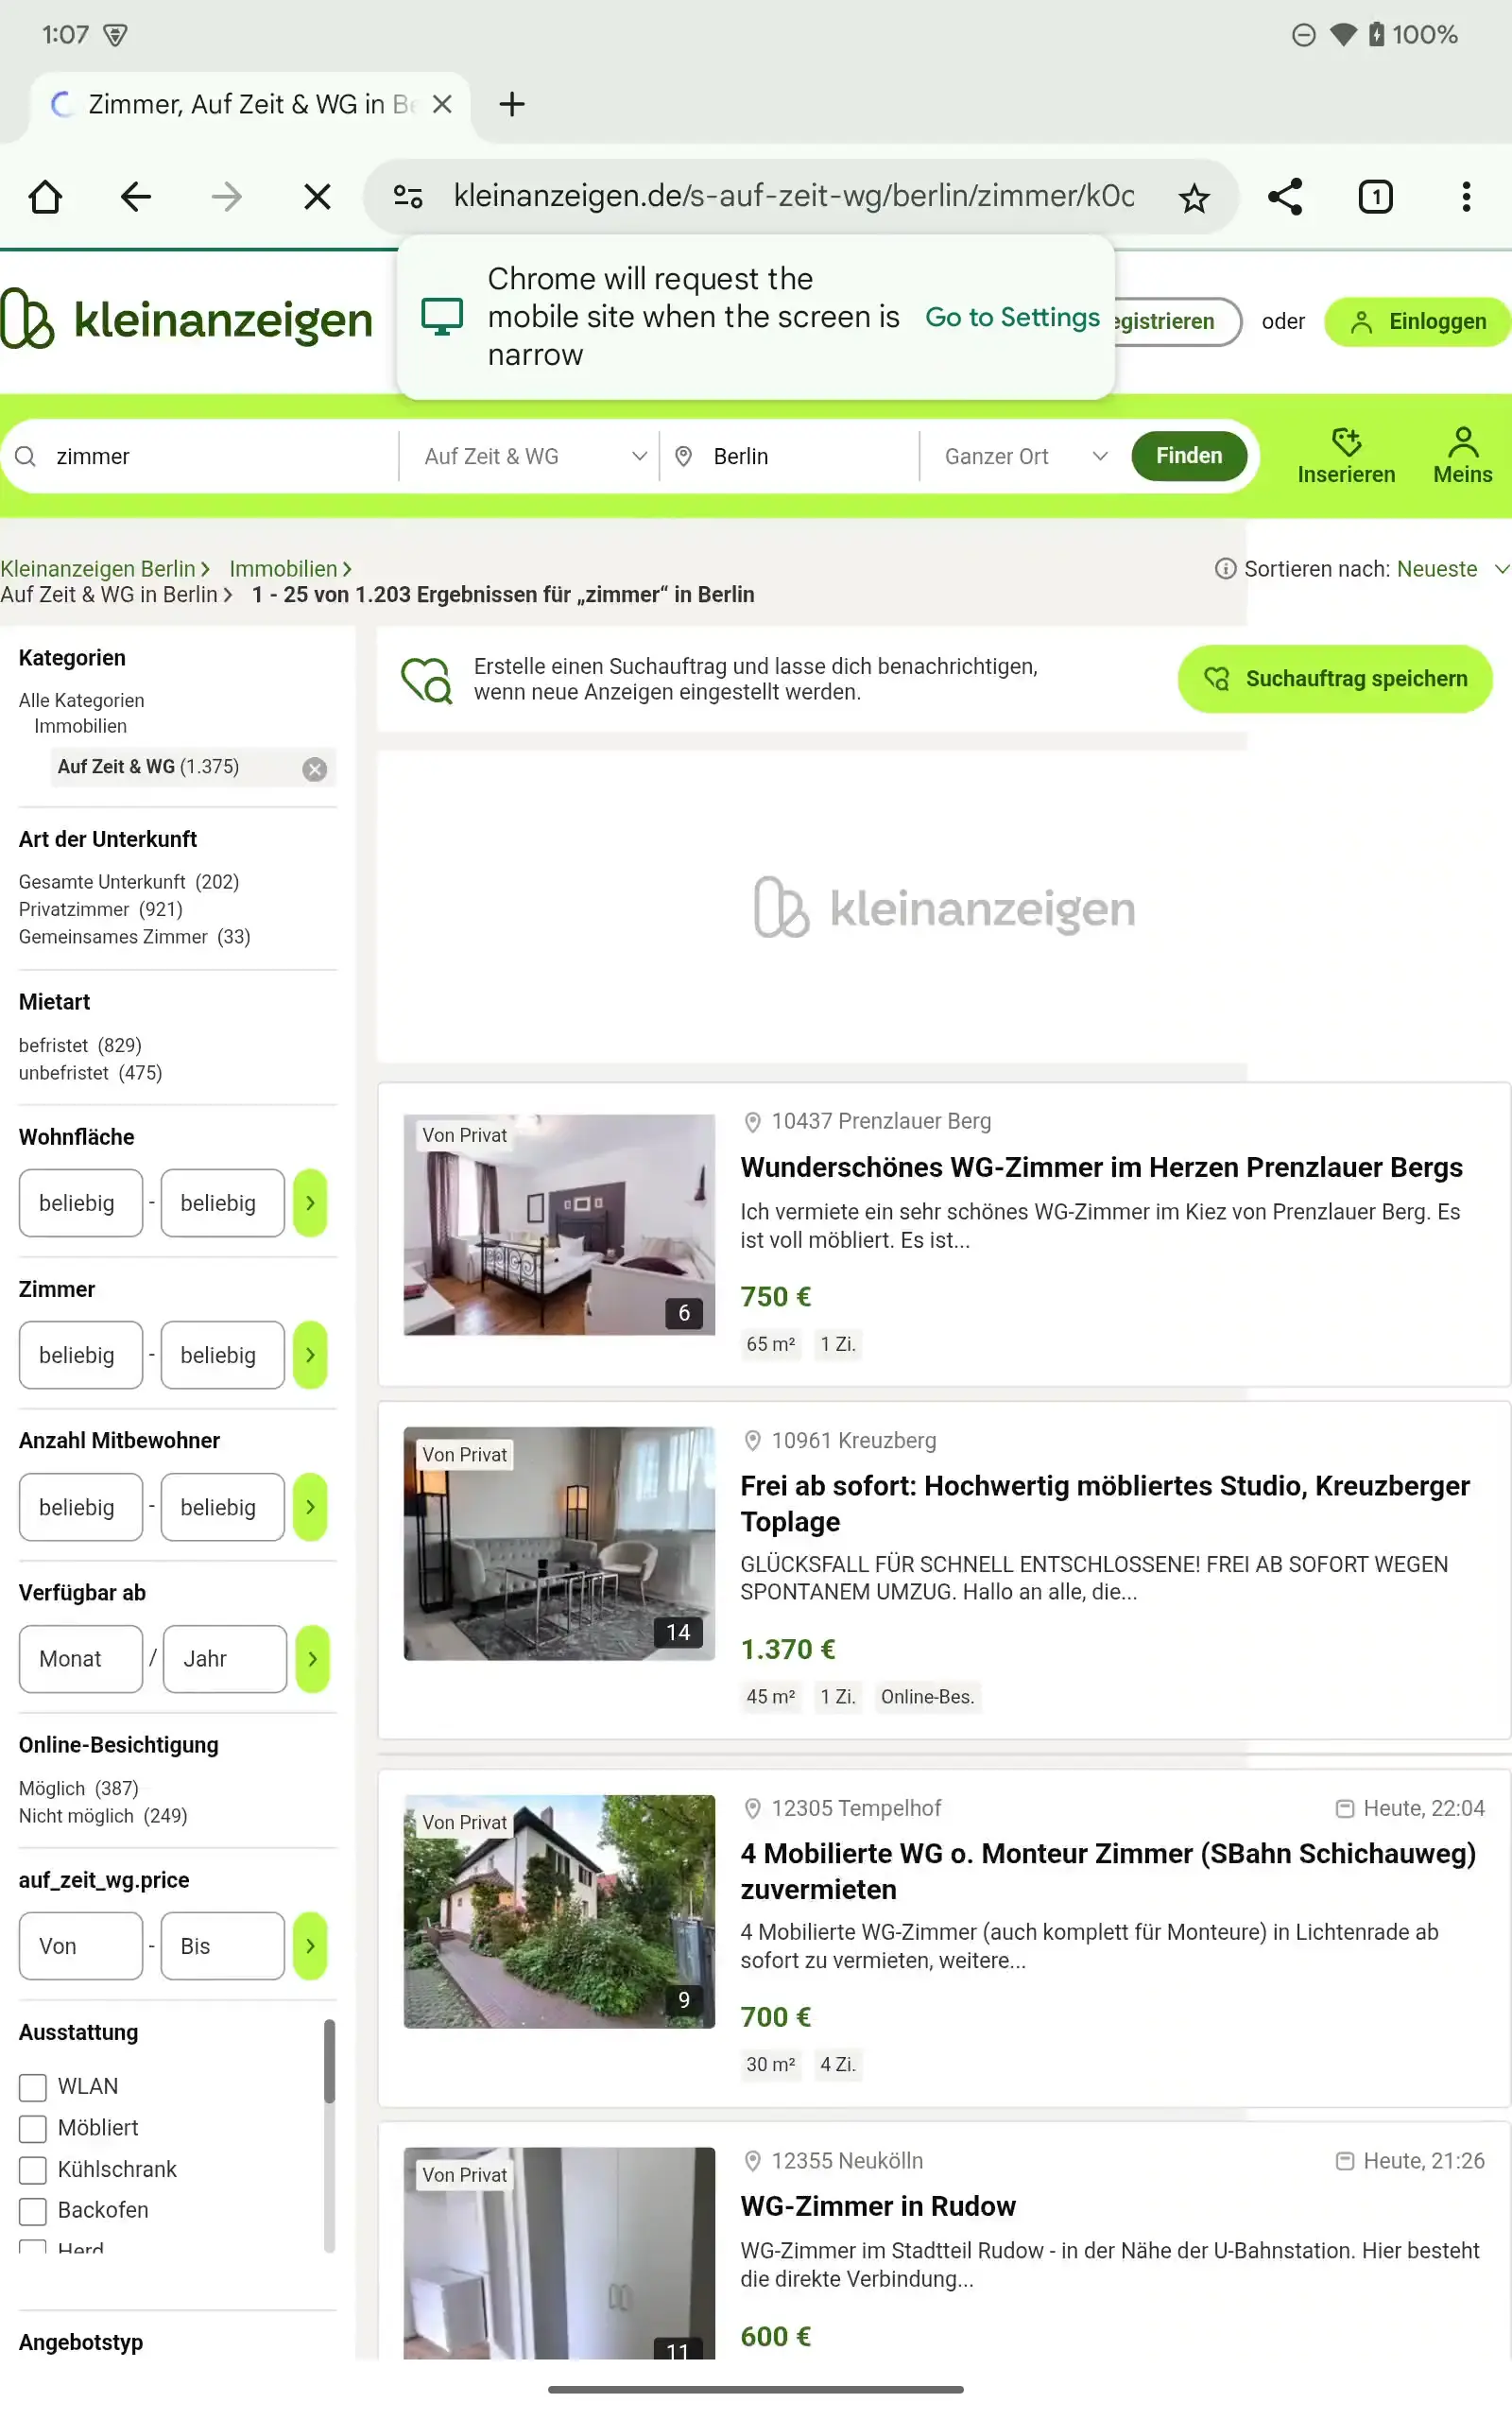 1:07
100%
Zimmer, Auf Zeit & WG in Be
kleinanzeigen.de/s-auf-zeit-wg/berlin/zimmer/k0c
1
Chrome will request the
mobile site when the screen is
narrow
Go to Settings
kleinanzeigen
egistrieren
oder
Einloggen
zimmer
Auf Zeit & WG
Berlin
Ganzer Ort
Finden
Inserieren
Meins
Kleinanzeigen Berlin
Immobilien
Auf Zeit & WG in Berlin
1 - 25 von 1.203 Ergebnissen für „zimmer“ in Berlin
Sortieren nach: Neueste
Kategorien
Alle Kategorien
Immobilien
Auf Zeit & WG (1.375)
Art der Unterkunft
Gesamte Unterkunft (202)
Privatzimmer (921)
Gemeinsames Zimmer (33)
Mietart
befristet (829)
unbefristet (475)
Wohnfläche
beliebig - beliebig
Zimmer
beliebig - beliebig
Anzahl Mitbewohner
beliebig - beliebig
Verfügbar ab
Monat / Jahr
Online-Besichtigung
Möglich (387)
Nicht möglich (249)
auf_zeit_wg.price
Von - Bis
Ausstattung
WLAN
Möbliert
Kühlschrank
Backofen
Herd
Angebotstyp
Erstelle einen Suchauftrag und lasse dich benachrichtigen,
wenn neue Anzeigen eingestellt werden.
Suchauftrag speichern
kleinanzeigen
Von Privat
6
10437 Prenzlauer Berg
Wunderschönes WG-Zimmer im Herzen Prenzlauer Bergs
Ich vermiete ein sehr schönes WG-Zimmer im Kiez von Prenzlauer Berg. Es
ist voll möbliert. Es ist...
750 €
65 m² 1 Zi.
Von Privat
14
10961 Kreuzberg
Frei ab sofort: Hochwertig möbliertes Studio, Kreuzberger
Toplage
GLÜCKSFALL FÜR SCHNELL ENTSCHLOSSENE! FREI AB SOFORT WEGEN
SPONTANEM UMZUG. Hallo an alle, die...
1.370 €
45 m² 1 Zi. Online-Bes.
Von Privat
9
12305 Tempelhof
Heute, 22:04
4 Mobilierte WG o. Monteur Zimmer (SBahn Schichauweg)
zuvermieten
4 Mobilierte WG-Zimmer (auch komplett für Monteure) in Lichtenrade ab
sofort zu vermieten, weitere...
700 €
30 m² 4 Zi.
Von Privat
11
12355 Neukölln
Heute, 21:26
WG-Zimmer in Rudow
WG-Zimmer im Stadtteil Rudow - in der Nähe der U-Bahnstation. Hier besteht
die direkte Verbindung...
600 €